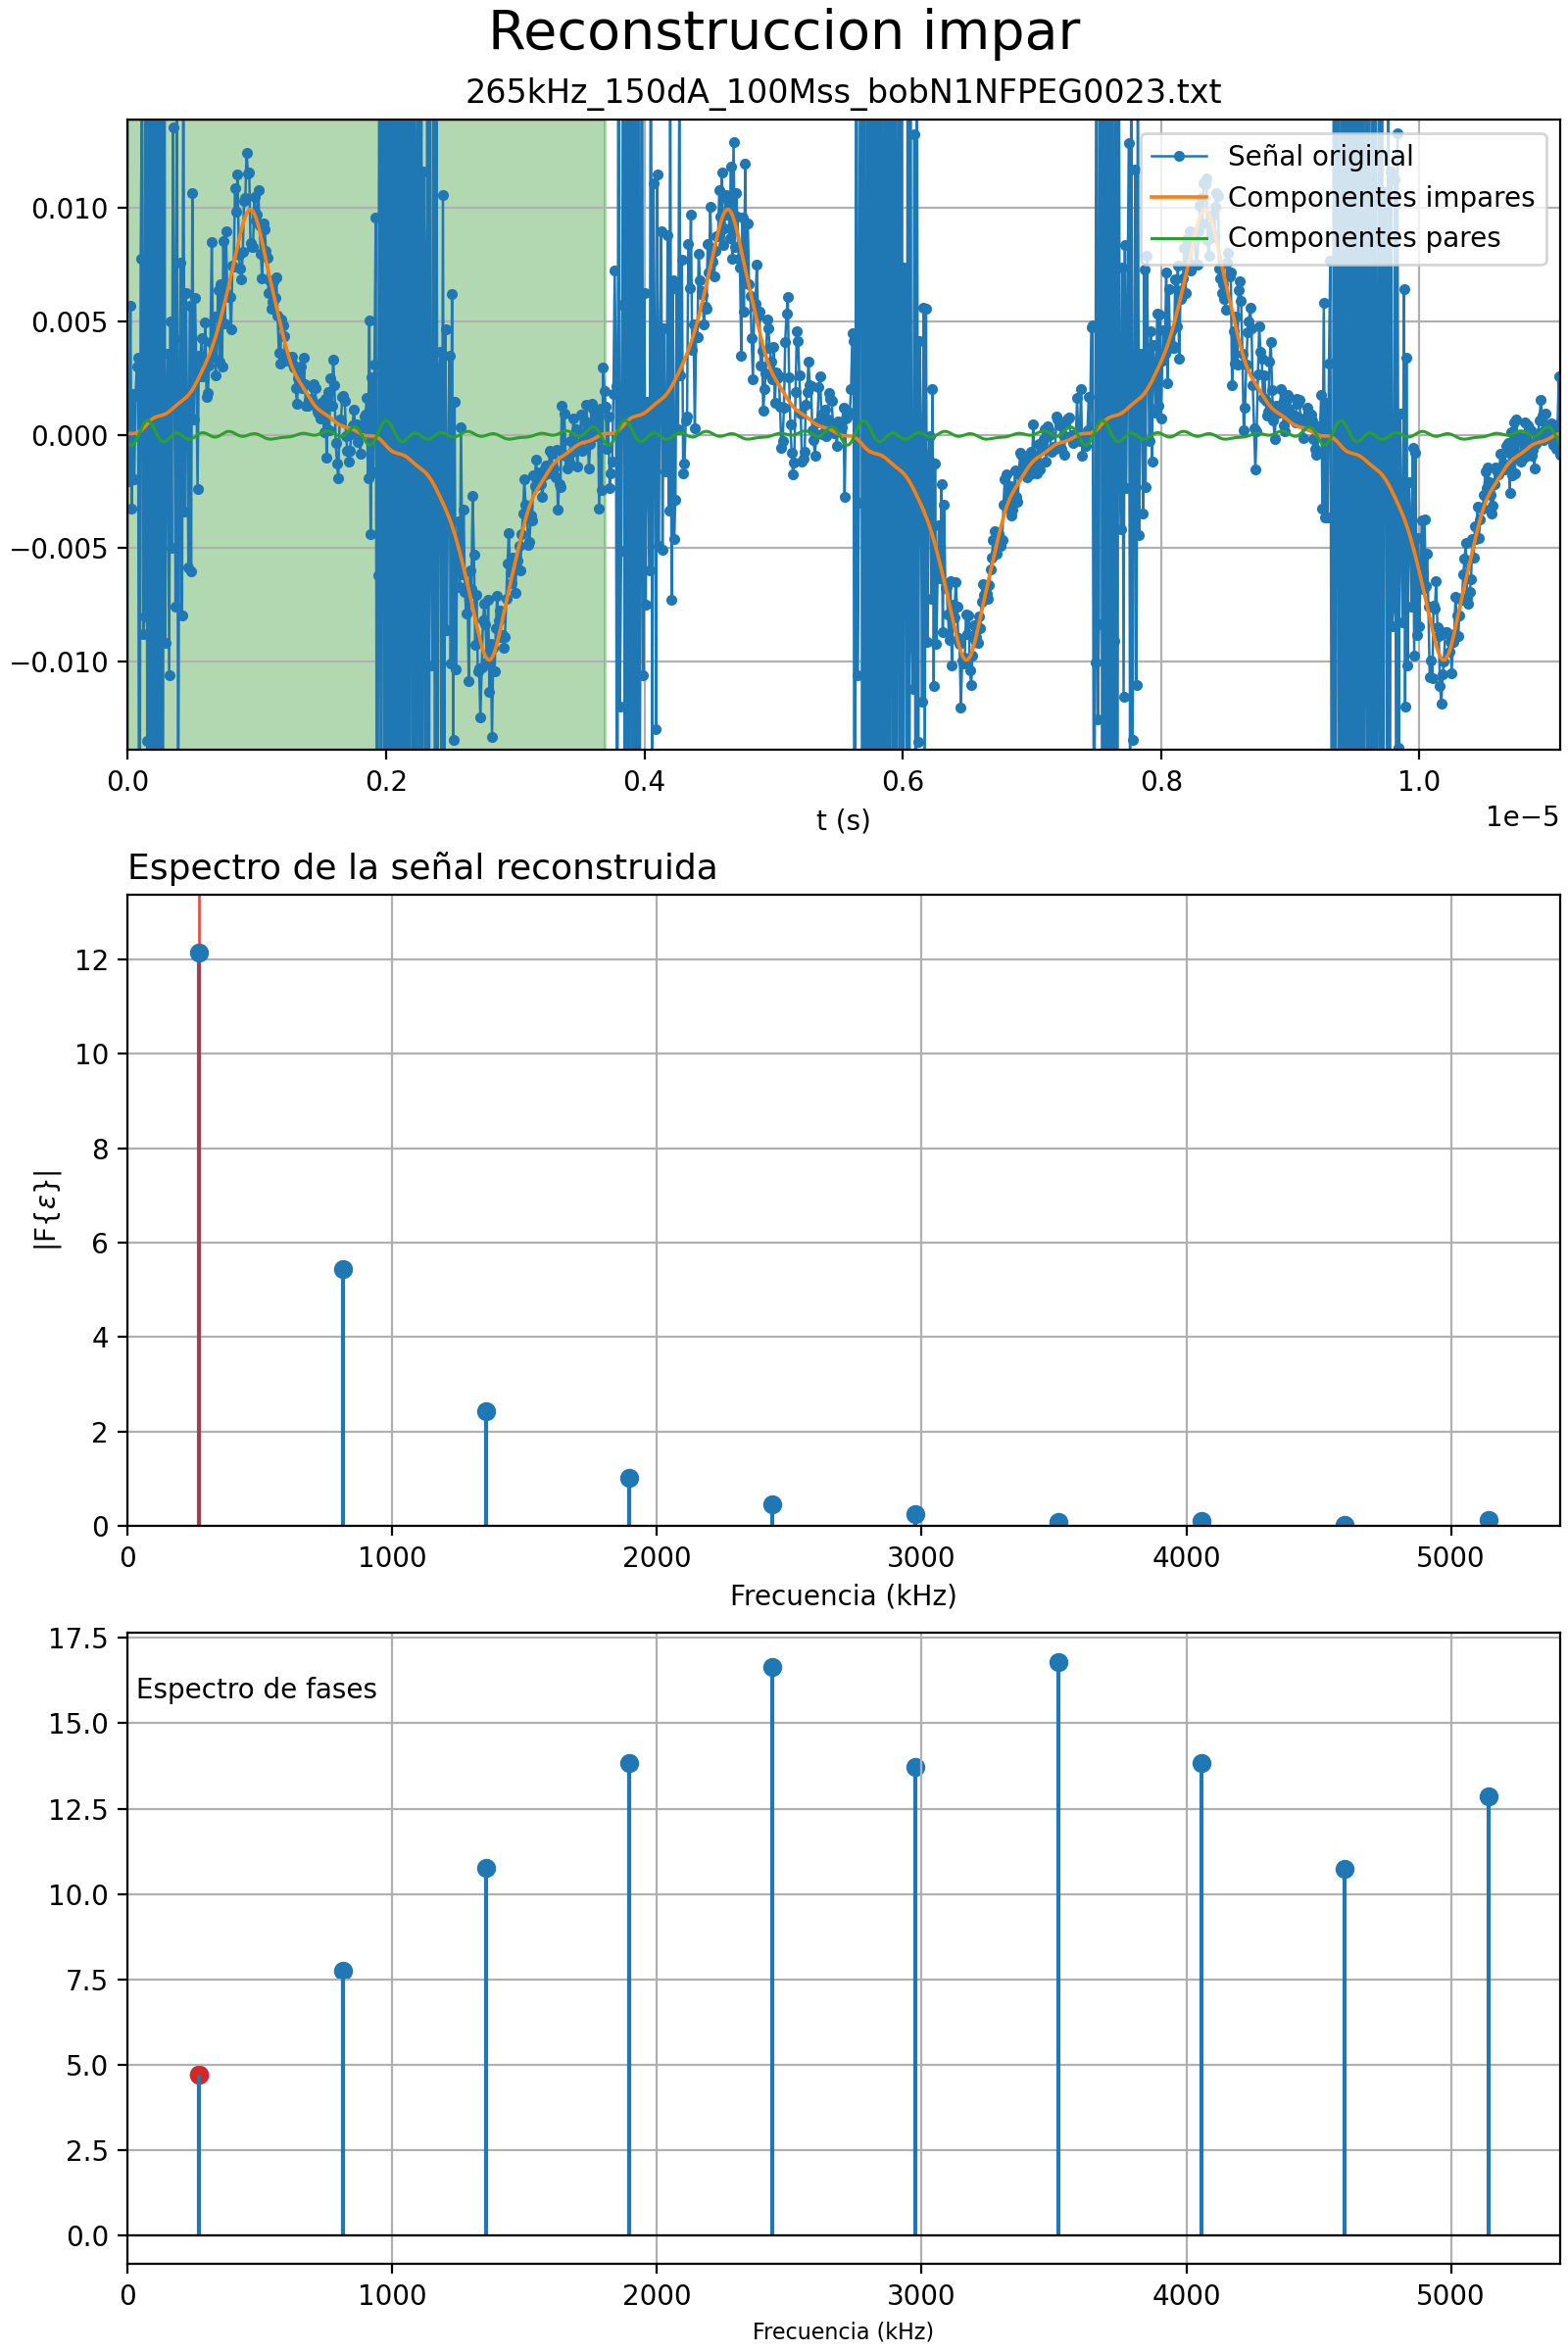 Reconstruccion impar
265kHz_150dA_100Mss_bobN1NFPEG0023.txt
Señal original
Componentes impares
Componentes pares
0.010
0.005
0.000
−0.005
−0.010
0.0 0.2 0.4 0.6 0.8 1.0
1e−5
t (s)
Espectro de la señal reconstruida
12
10
8
6
4
2
0
|F{ε}|
0 1000 2000 3000 4000 5000
Frecuencia (kHz)
17.5
Espectro de fases
15.0
12.5
10.0
7.5
5.0
2.5
0.0
0 1000 2000 3000 4000 5000
Frecuencia (kHz)